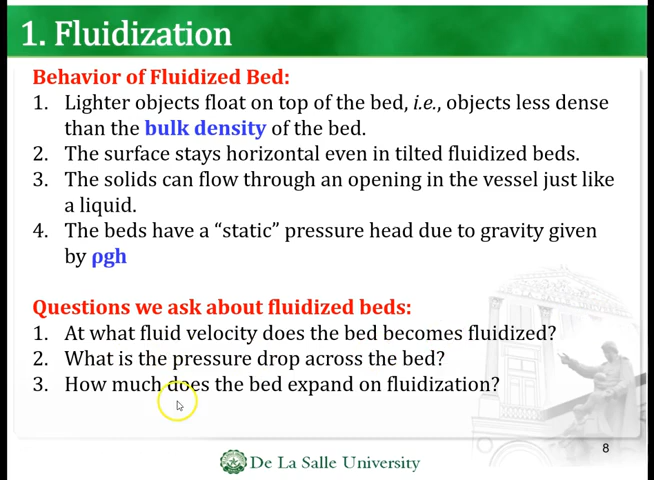 1. Fluidization
Behavior of Fluidized Bed:
1. Lighter objects float on top of the bed, i.e., objects less dense
than the bulk density of the bed.
2. The surface stays horizontal even in tilted fluidized beds.
3. The solids can flow through an opening in the vessel just like
a liquid.
4. The beds have a “static” pressure head due to gravity given
by ρgh
Questions we ask about fluidized beds:
1. At what fluid velocity does the bed becomes fluidized?
2. What is the pressure drop across the bed?
3. How much does the bed expand on fluidization?
8
De La Salle University